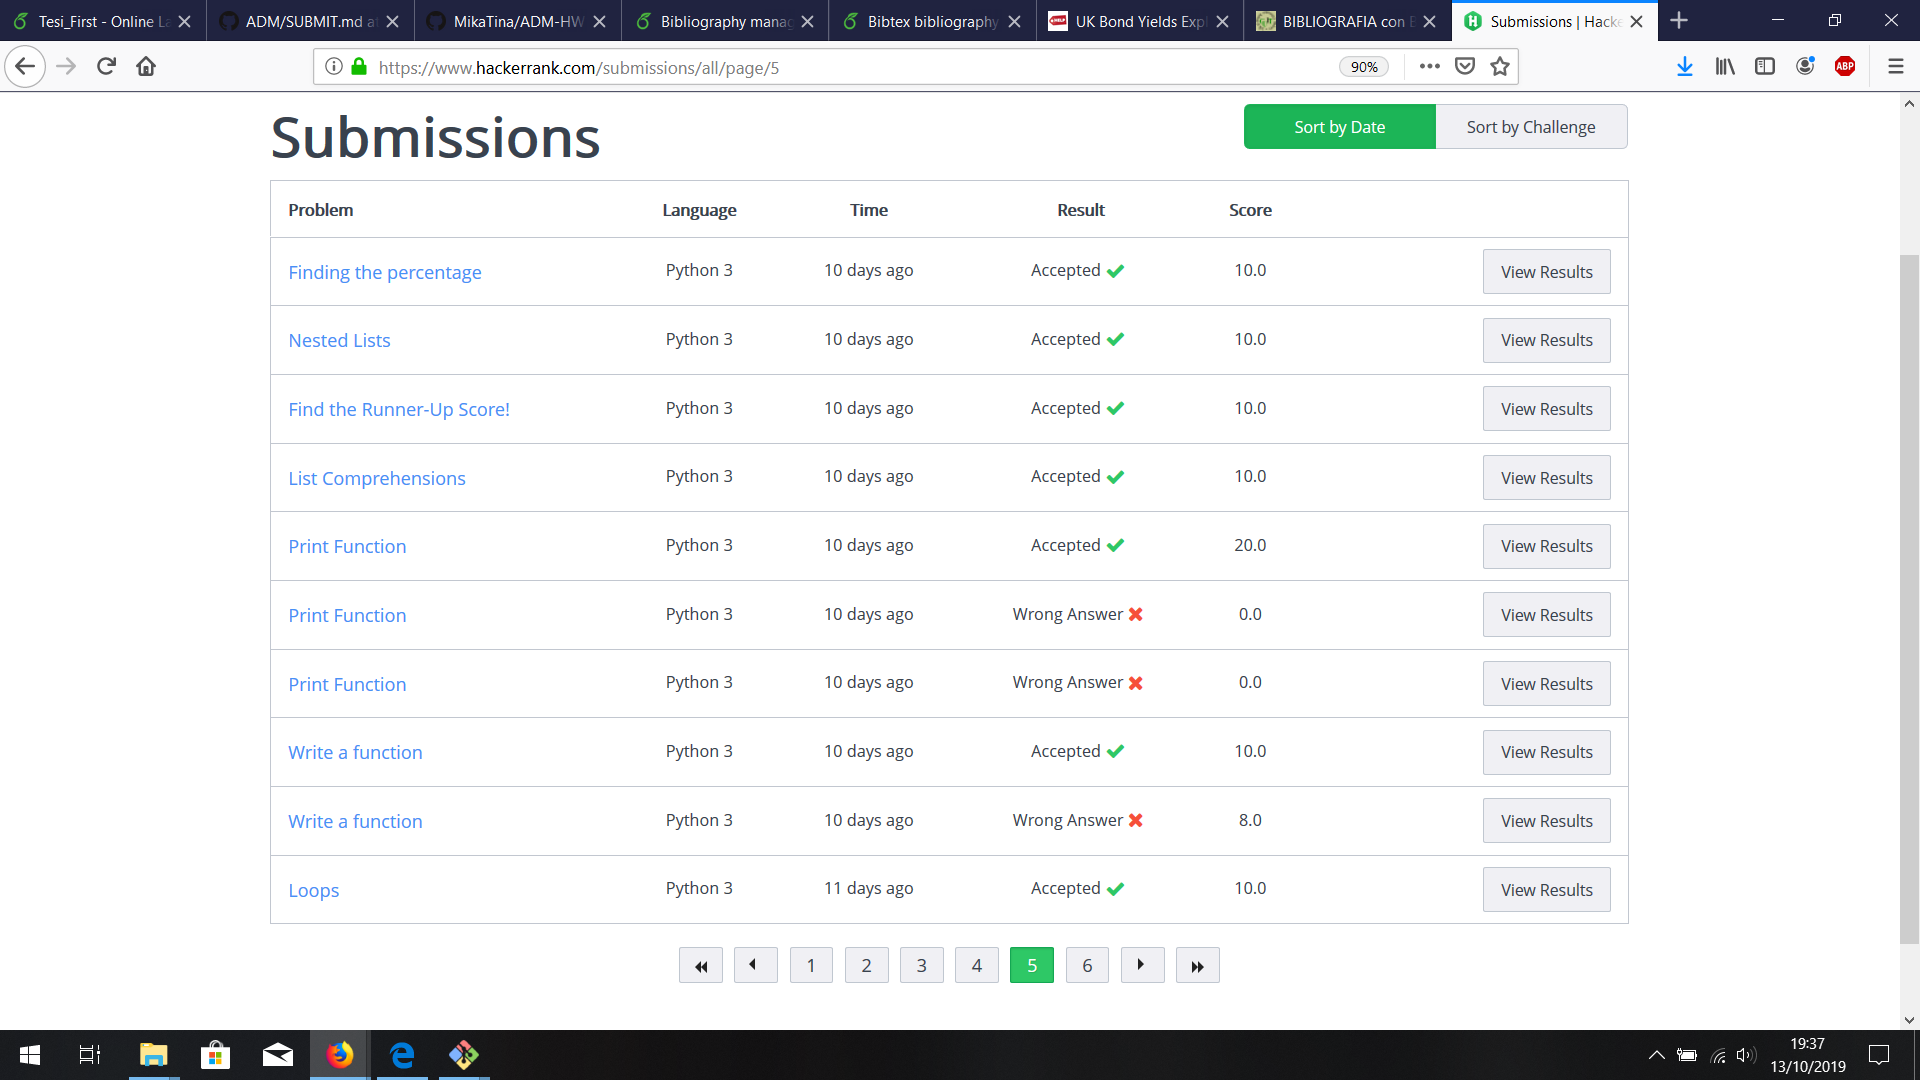 Tesi_First - Online La
ADM/SUBMIT.md at
MikaTina/ADM-HW
Bibliography manag
Bibtex bibliography
UK Bond Yields Expl
BIBLIOGRAFIA con B
Submissions | Hacke
https://www.hackerrank.com/submissions/all/page/5
90%
ABP
Submissions
Sort by Date
Sort by Challenge
Problem Language Time Result Score
Finding the percentage Python 3 10 days ago Accepted 10.0 View Results
Nested Lists Python 3 10 days ago Accepted 10.0 View Results
Find the Runner-Up Score! Python 3 10 days ago Accepted 10.0 View Results
List Comprehensions Python 3 10 days ago Accepted 10.0 View Results
Print Function Python 3 10 days ago Accepted 20.0 View Results
Print Function Python 3 10 days ago Wrong Answer 0.0 View Results
Print Function Python 3 10 days ago Wrong Answer 0.0 View Results
Write a function Python 3 10 days ago Accepted 10.0 View Results
Write a function Python 3 10 days ago Wrong Answer 8.0 View Results
Loops Python 3 11 days ago Accepted 10.0 View Results
1 2 3 4 5 6
19:37
13/10/2019